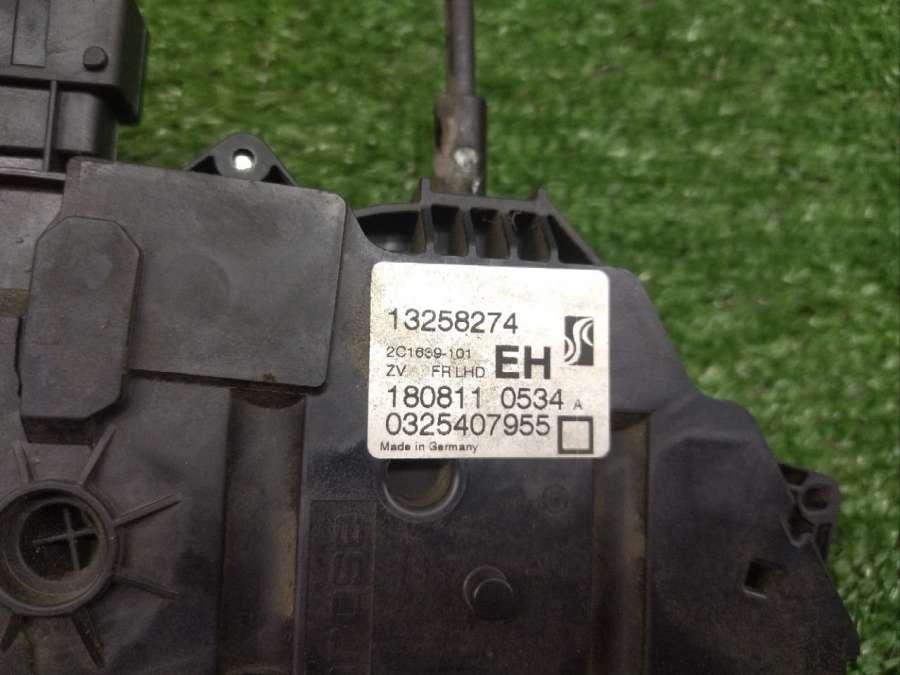 13258274
2C1639-101
ZV FR LHD EH
180811 0534 A
0325407955
Made in Germany